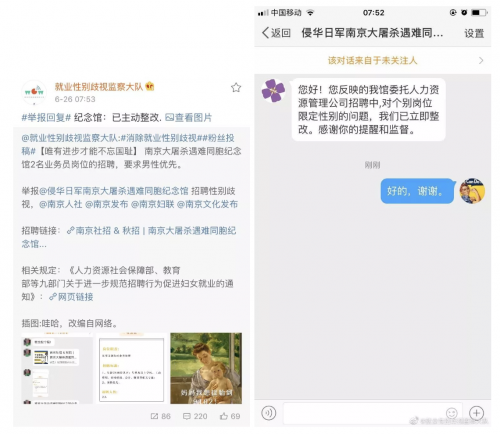 就业性别歧视监察大队
6-26 07:53
#举报回复# 纪念馆：已主动整改. 查看图片
@就业性别歧视监察大队:#消除就业性别歧视##粉丝投
稿#【唯有进步才能不忘国耻】 南京大屠杀遇难同胞纪
念馆2名业务员岗位的招聘，要求男性优先。
举报@侵华日军南京大屠杀遇难同胞纪念馆 招聘性别歧
视，@南京人社 @南京发布 @南京妇联 @南京文化发布
招聘链接： 南京社招 & 秋招 | 南京大屠杀遇难同胞纪
念馆...
相关规定：《人力资源社会保障部、教育
部等九部门关于进一步规范招聘行为促进妇女就业的通
知》 网页链接
插图:哇哈，改编自网络。
86 220 69
中国移动 07:52
返回 侵华日军南京大屠杀遇难同... 设置
该对话来自于未关注人
您好！您反映的我馆委托人力资
源管理公司招聘中,对个别岗位
限定性别的问题，我们已立即整
改。感谢你的提醒和监督。
刚刚
好的，谢谢。